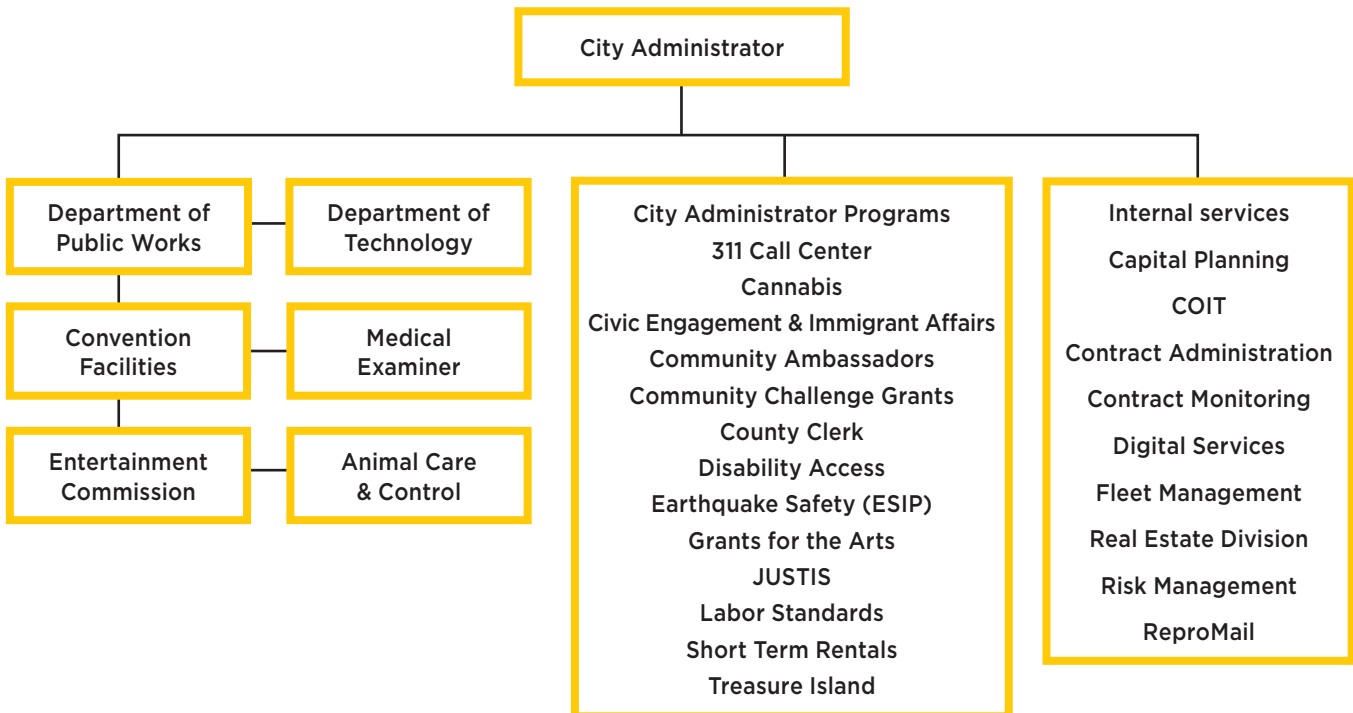 City Administrator
Department of
Public Works
Department of
Technology
Convention
Facilities
Medical
Examiner
Entertainment
Commission
Animal Care
& Control
City Administrator Programs
311 Call Center
Cannabis
Civic Engagement & Immigrant Affairs
Community Ambassadors
Community Challenge Grants
County Clerk
Disability Access
Earthquake Safety (ESIP)
Grants for the Arts
JUSTIS
Labor Standards
Short Term Rentals
Treasure Island
Internal services
Capital Planning
COIT
Contract Administration
Contract Monitoring
Digital Services
Fleet Management
Real Estate Division
Risk Management
ReproMail